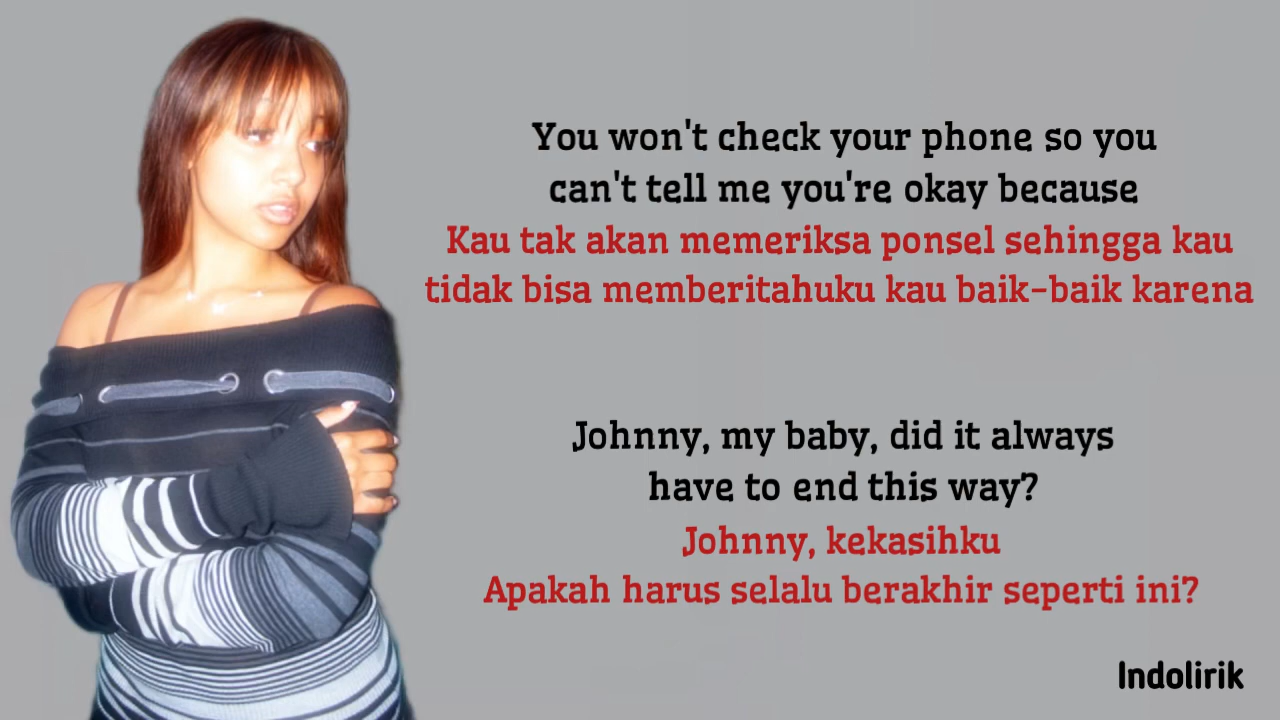 You won't check your phone so you
can't tell me you're okay because
Kau tak akan memeriksa ponsel sehingga kau
tidak bisa memberitahuku kau baik-baik karena
Johnny, my baby, did it always
have to end this way?
Johnny, kekasihku
Apakah harus selalu berakhir seperti ini?
Indolirik